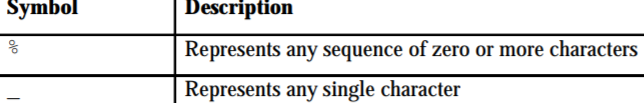 Symbol Description
% Represents any sequence of zero or more characters
_ Represents any single character